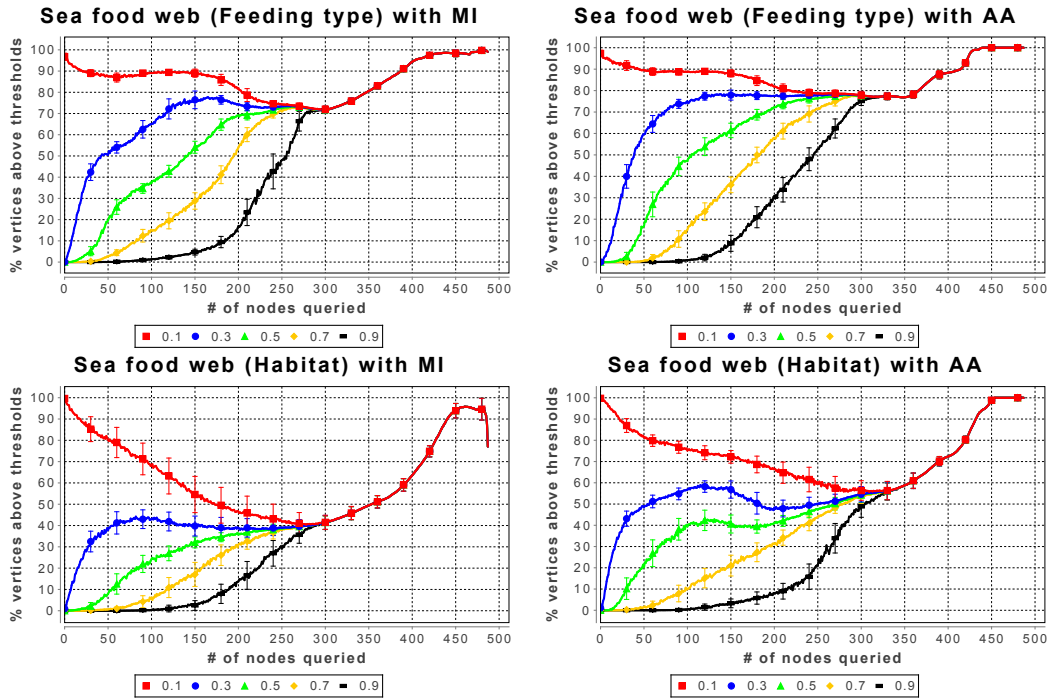 Sea food web (Feeding type) with MI
% vertices above thresholds
100
90
80
70
60
50
40
30
20
10
0
0 50 100 150 200 250 300 350 400 450 500
# of nodes queried
0.1 0.3 0.5 0.7 0.9
Sea food web (Feeding type) with AA
% vertices above thresholds
100
90
80
70
60
50
40
30
20
10
0
0 50 100 150 200 250 300 350 400 450 500
# of nodes queried
0.1 0.3 0.5 0.7 0.9
Sea food web (Habitat) with MI
% vertices above thresholds
100
90
80
70
60
50
40
30
20
10
0
0 50 100 150 200 250 300 350 400 450 500
# of nodes queried
0.1 0.3 0.5 0.7 0.9
Sea food web (Habitat) with AA
% vertices above thresholds
100
90
80
70
60
50
40
30
20
10
0
0 50 100 150 200 250 300 350 400 450 500
# of nodes queried
0.1 0.3 0.5 0.7 0.9